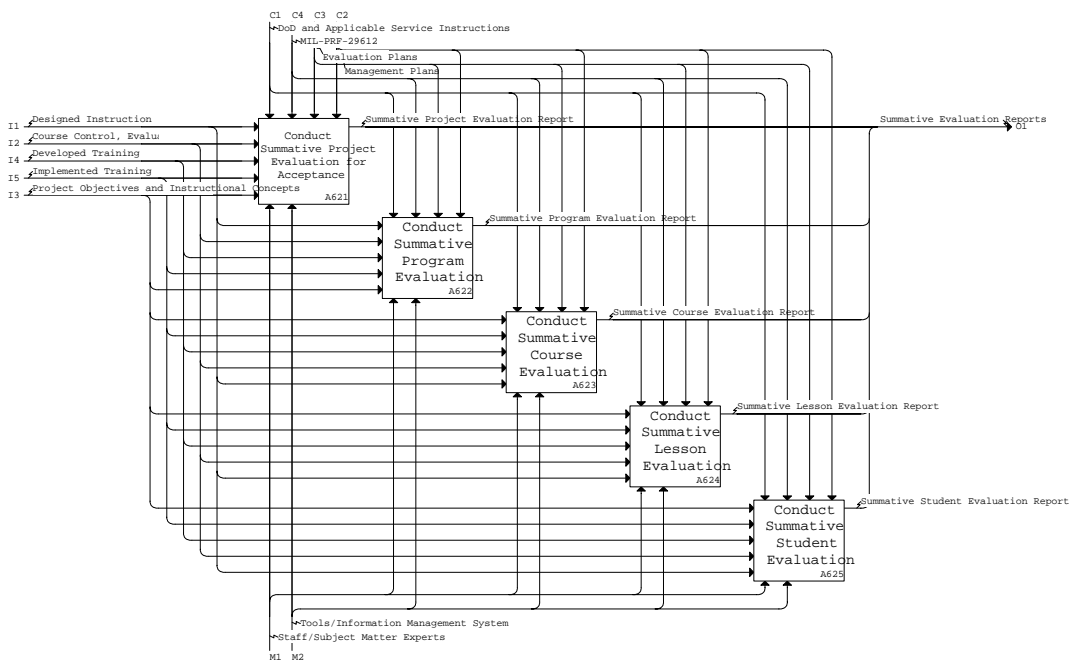 C1 C4 C3 C2
DoD and Applicable Service Instructions
MIL-PRF-29612
Evaluation Plans
Management Plans
I1 Designed Instruction
I2 Course Control, Evalu
I4 Developed Training
I5 Implemented Training
I3 Project Objectives and Instructional Concepts
Conduct
Summative Project
Evaluation for
Acceptance
A621
Summative Project Evaluation Report
Summative Evaluation Reports
O1
Conduct
Summative
Program
Evaluation
A622
Summative Program Evaluation Report
Conduct
Summative
Course
Evaluation
A623
Summative Course Evaluation Report
Conduct
Summative
Lesson
Evaluation
A624
Summative Lesson Evaluation Report
Conduct
Summative
Student
Evaluation
A625
Summative Student Evaluation Report
Tools/Information Management System
Staff/Subject Matter Experts
M1 M2